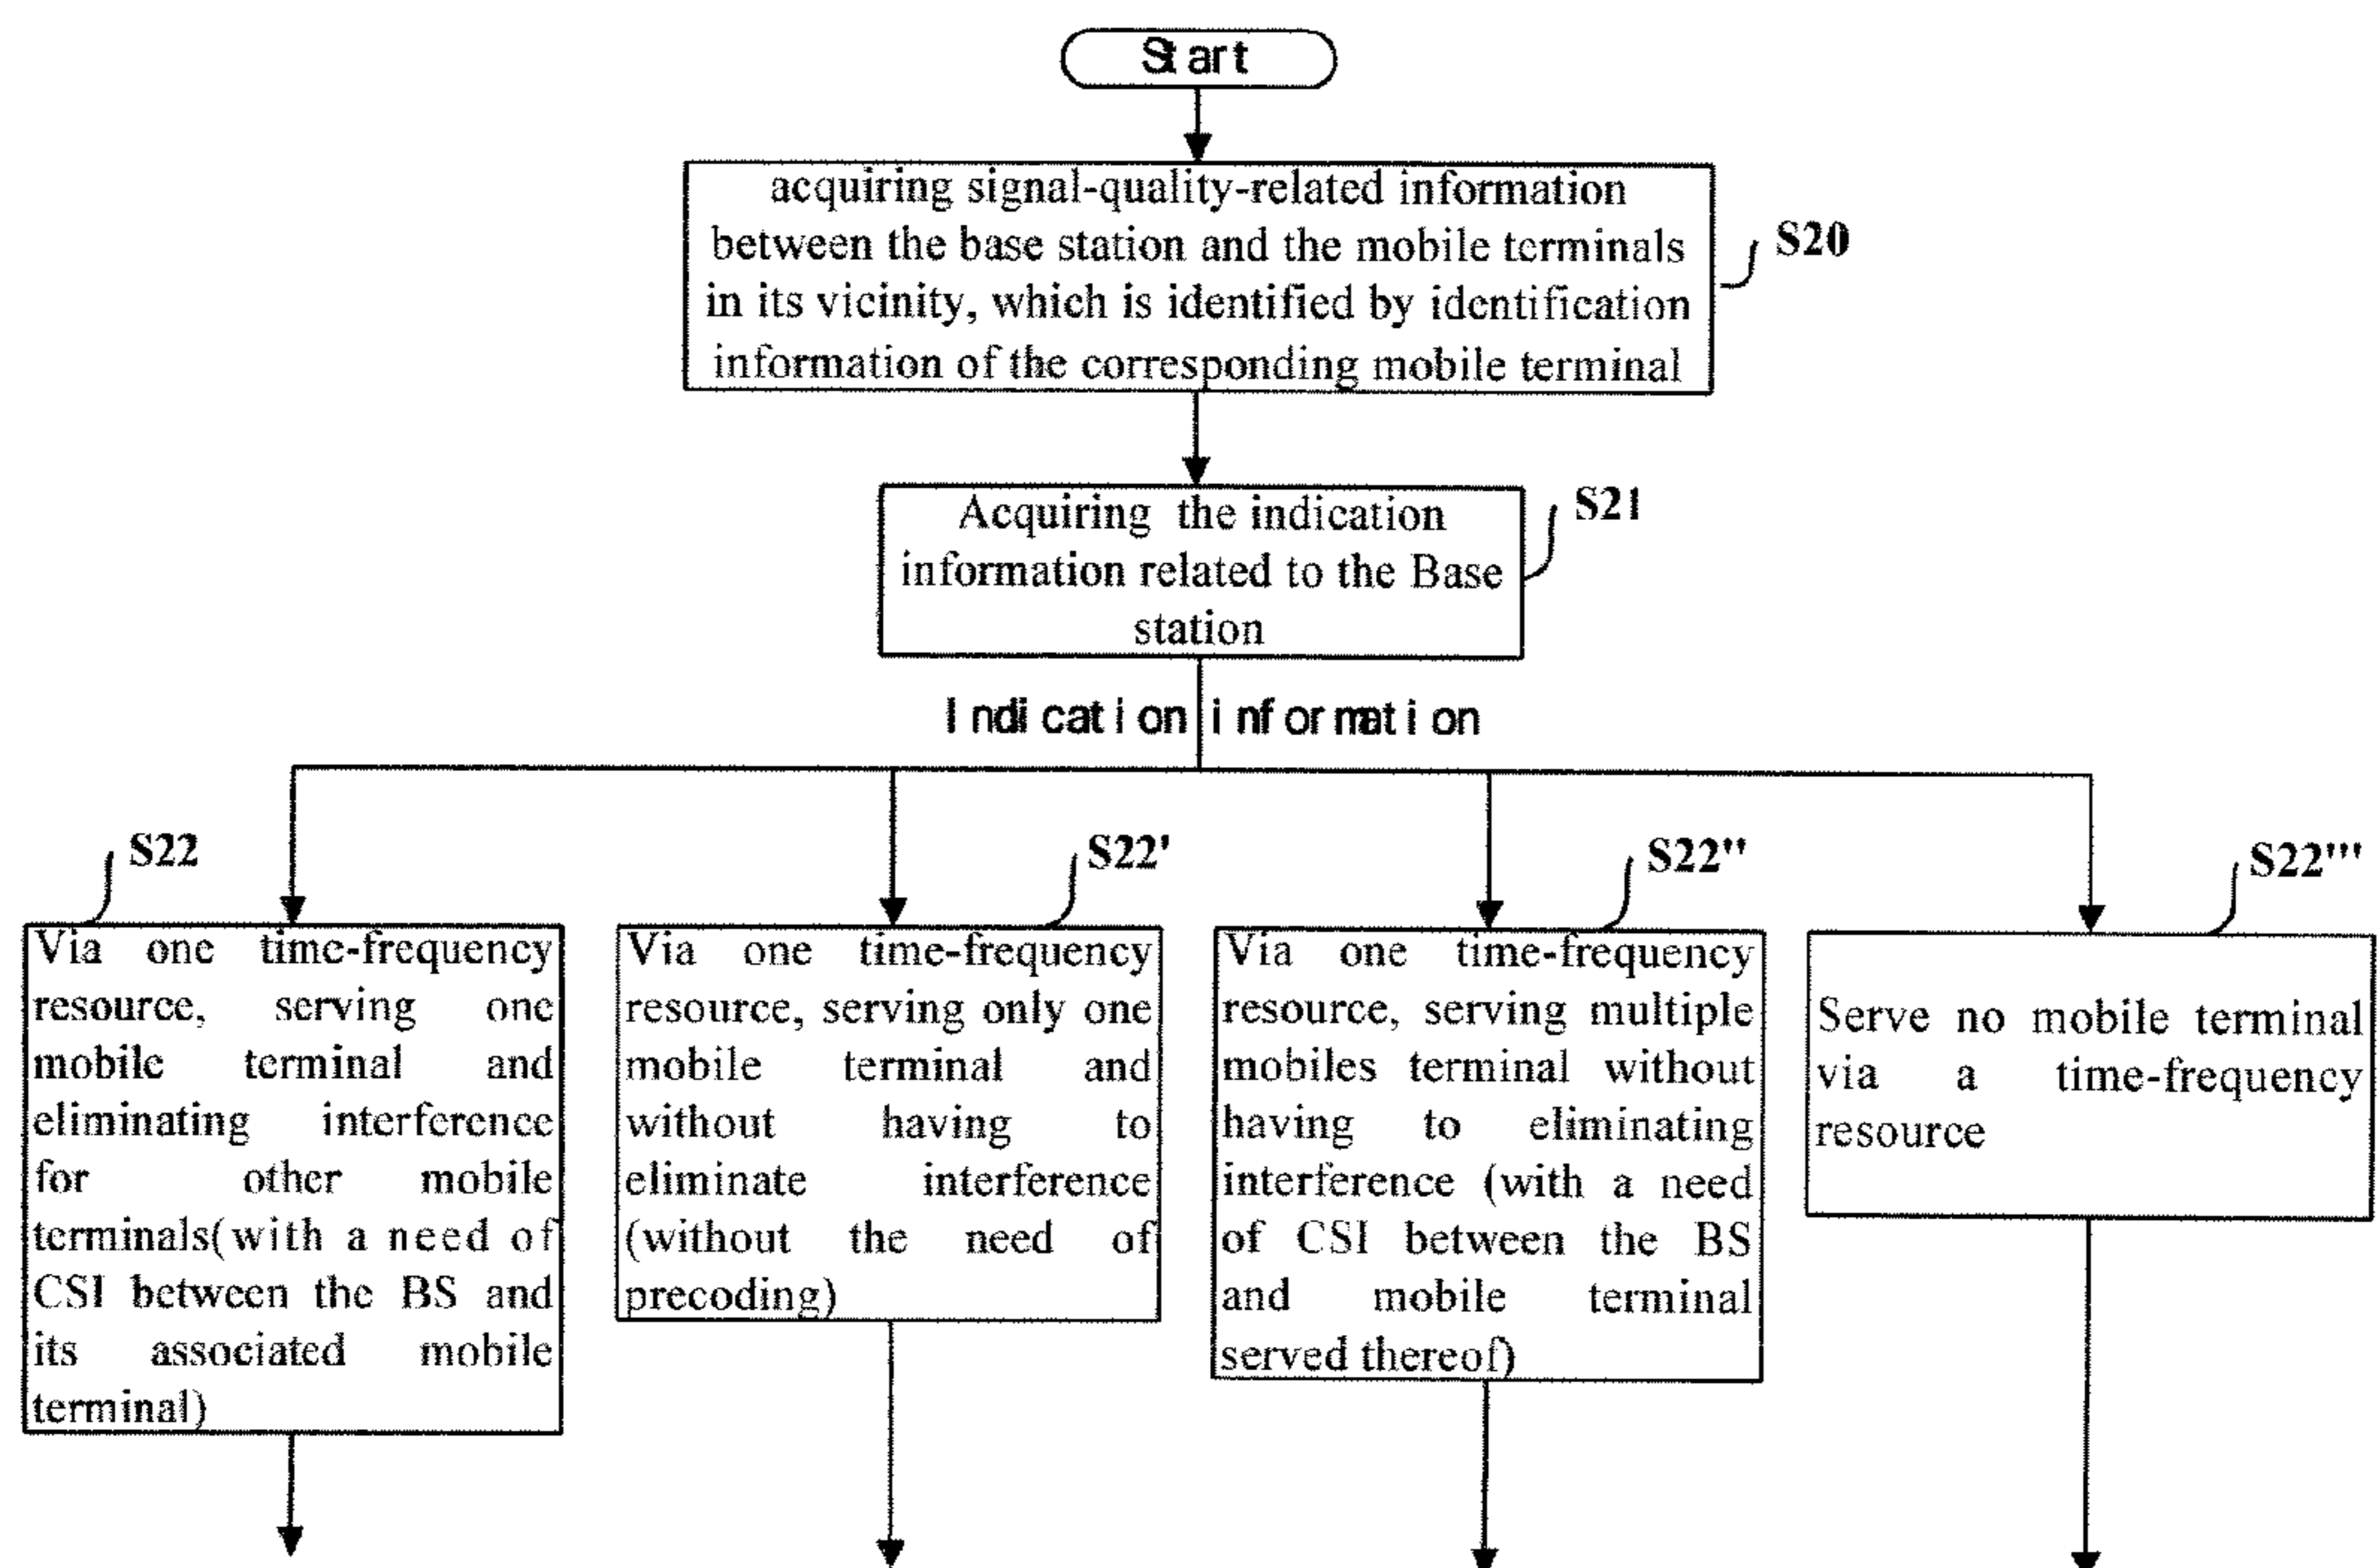 Start
acquiring signal-quality-related information
between the base station and the mobile terminals
in its vicinity, which is identified by identification
information of the corresponding mobile terminal
S20
Acquiring the indication
information related to the Base
station
S21
Indication information
S22
Via one time-frequency
resource, serving one
mobile terminal and
eliminating interference
for other mobile
terminals(with a need of
CSI between the BS and
its associated mobile
terminal)
S22'
Via one time-frequency
resource, serving only one
mobile terminal and
without having to
eliminate interference
(without the need of
precoding)
S22''
Via one time-frequency
resource, serving multiple
mobiles terminal without
having to eliminating
interference (with a need
of CSI between the BS
and mobile terminal
served thereof)
S22'''
Serve no mobile terminal
via a time-frequency
resource